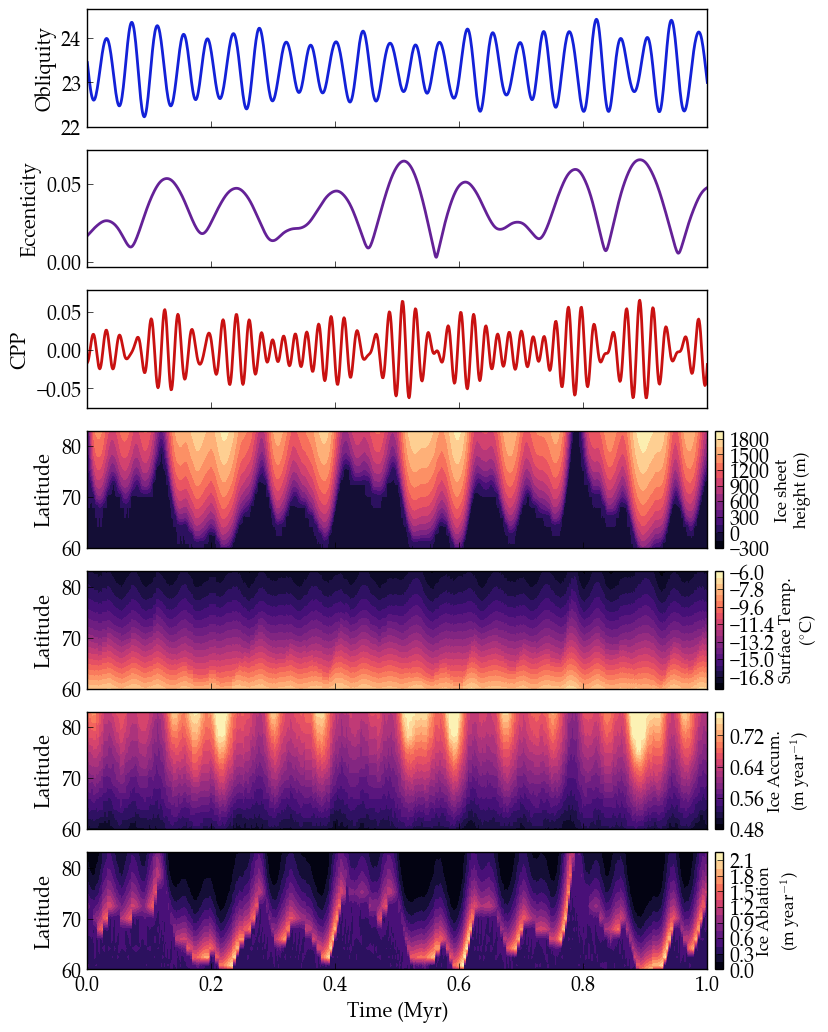 Obliquity
24
23
22
Eccenticity
0.05
0.00
CPP
0.05
0.00
−0.05
Latitude
80
70
60
1800
1500
1200
900
600
300
0
−300
Ice sheet
height (m)
Latitude
80
70
60
−6.0
−7.8
−9.6
−11.4
−13.2
−15.0
−16.8
Surface Temp.
(°C)
Latitude
80
70
60
0.72
0.64
0.56
0.48
Ice Accum.
(m year⁻¹)
Latitude
80
70
60
2.1
1.8
1.5
1.2
0.9
0.6
0.3
0.0
Ice Ablation
(m year⁻¹)
0.0 0.2 0.4 0.6 0.8 1.0
Time (Myr)